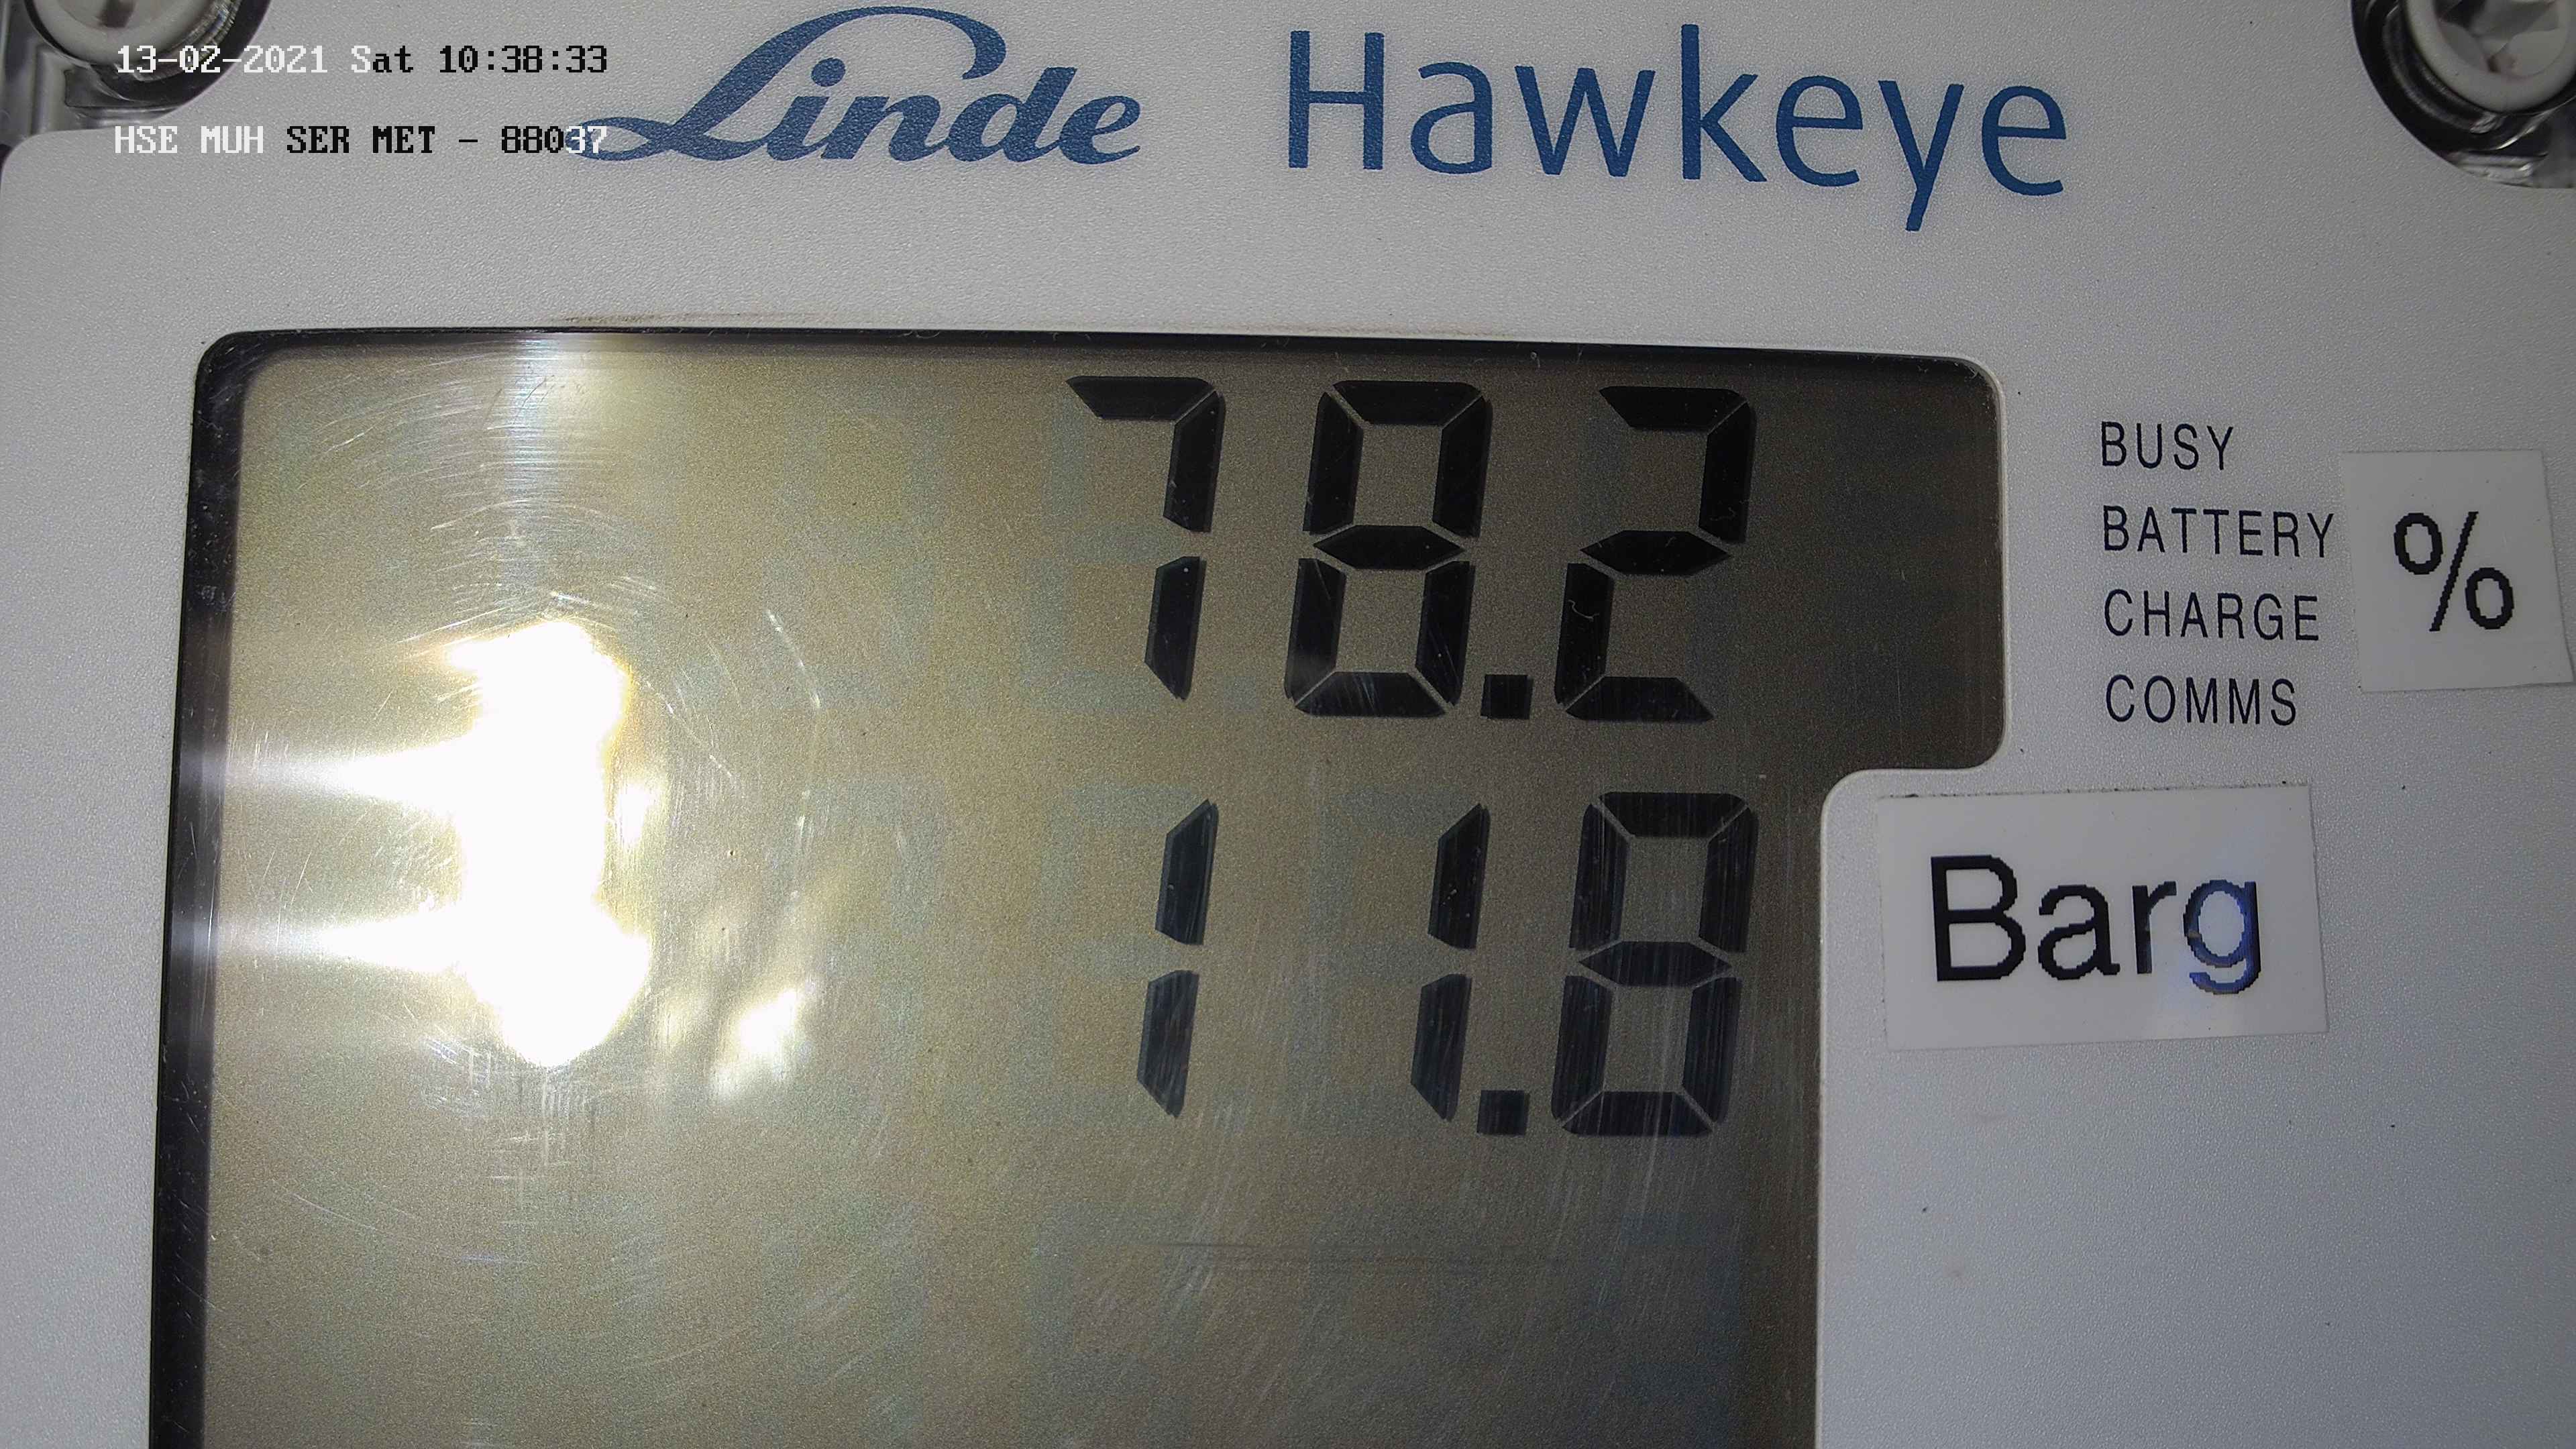 13-02-2021 Sat 10:38:33
HSE MUH SER MET - 88037
Linde Hawkeye
78.2
BUSY
BATTERY
CHARGE
COMMS
%
11.8
Barg